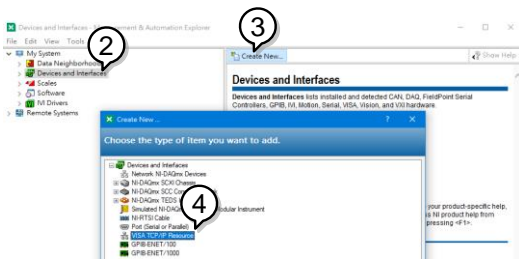 Devices and Interfaces - Measurement & Automation Explorer
File Edit View Tools
3
2
My System
Data Neighborhood
Devices and Interfaces
Scales
Software
IVI Drivers
Remote Systems
Create New...
Show Help
Devices and Interfaces
Devices and Interfaces lists installed and detected CAN, DAQ, FieldPoint Serial
Controllers, GPIB, IVI, Motion, Serial, VISA, Vision, and VXI hardware.
Create New ...
Choose the type of item you want to add.
Devices and Interfaces
Network NI-DAQmx Devices
NI-DAQmx SCXI Chassis
NI-DAQmx SCC
NI-DAQmx TEDS
Simulated NI-DAQmx
dular Instrument
NI-RTSI Cable
Port (Serial or Parallel)
4
VISA TCP/IP Resource
GPIB-ENET/100
GPIB-ENET/1000
your product-specific help,
s NI product help from
pressing <F1>.